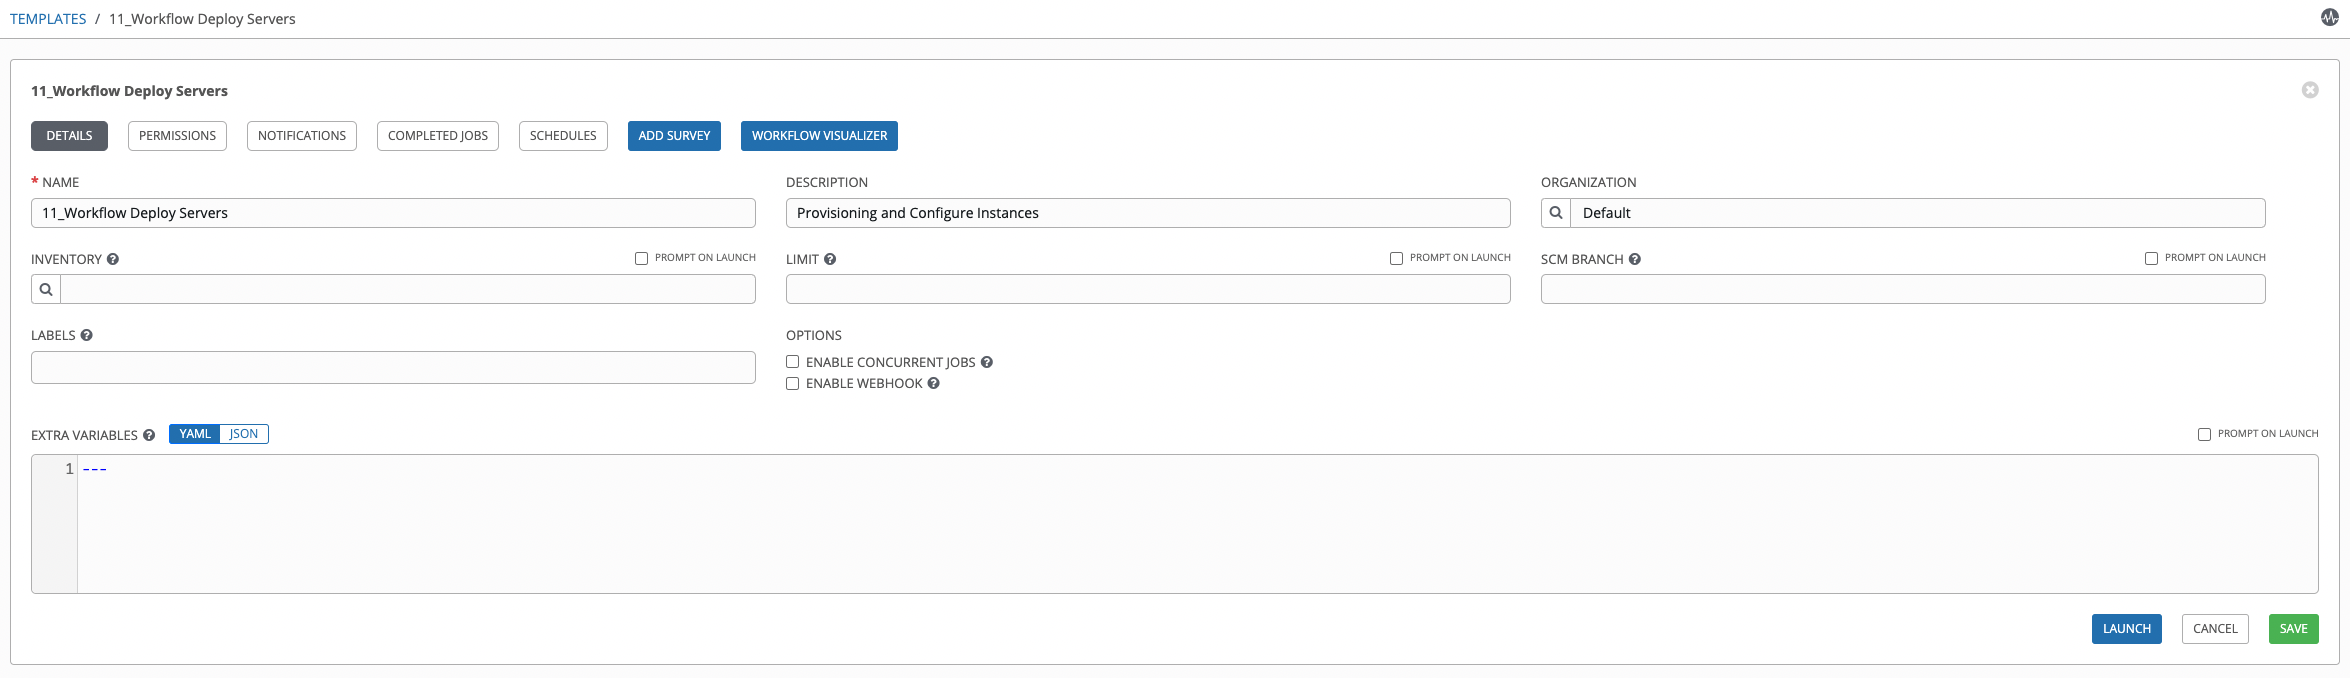 TEMPLATES / 11_Workflow Deploy Servers
11_Workflow Deploy Servers
DETAILS PERMISSIONS NOTIFICATIONS COMPLETED JOBS SCHEDULES ADD SURVEY WORKFLOW VISUALIZER
* NAME DESCRIPTION ORGANIZATION
11_Workflow Deploy Servers Provisioning and Configure Instances Default
INVENTORY ? PROMPT ON LAUNCH LIMIT ? PROMPT ON LAUNCH SCM BRANCH ? PROMPT ON LAUNCH
LABELS ? OPTIONS
ENABLE CONCURRENT JOBS ?
ENABLE WEBHOOK ?
EXTRA VARIABLES ? YAML JSON PROMPT ON LAUNCH
1 ---
LAUNCH CANCEL SAVE